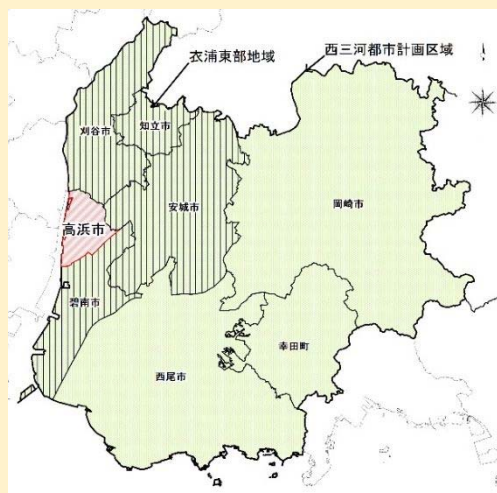 衣浦東部地域
西三河都市計画区域
刈谷市
知立市
安城市
岡崎市
高浜市
碧南市
西尾市
幸田町